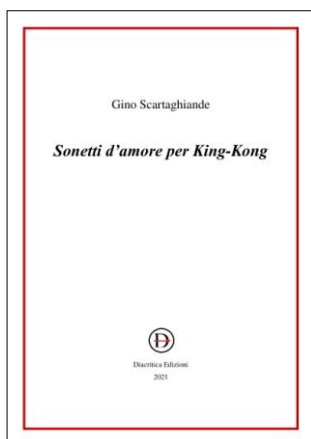 Gino Scartaghiande
Sonetti d'amore per King-Kong
D
Diacritica Edizioni
2021